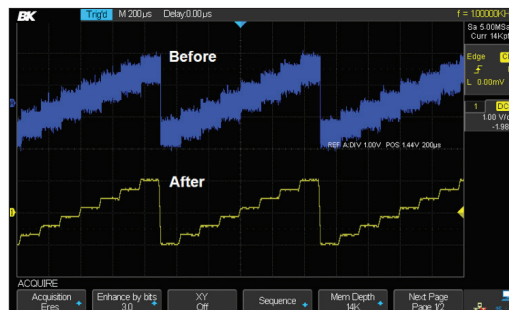 BK Trig'd M 200µs Delay:0.00µs f = 1.00000KH
Sa 5.00MSa
Curr 14Kpt
Before
Edge
L 0.00mV
1 DC
1.00 V/
-1.98
REF A:DIV 1.00V POS 1.44V 200µs
After
ACQUIRE
Acquisition Enhance by bits XY Sequence Mem Depth Next Page
Eres 3.0 Off 14K Page 1/2